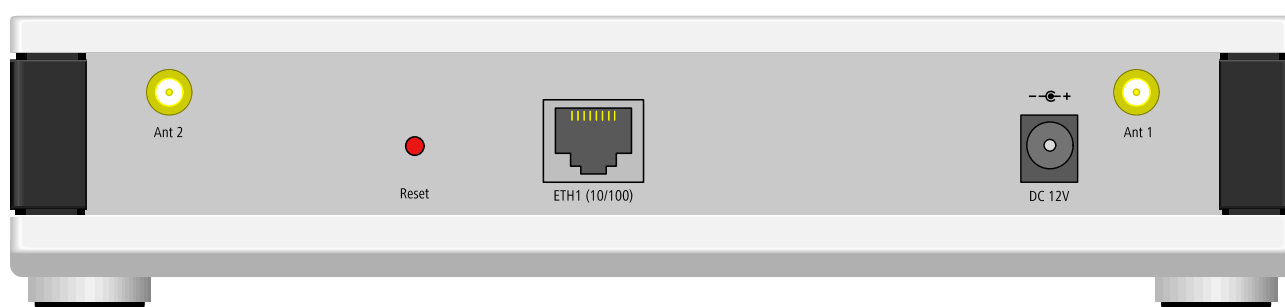 Ant 2
Reset
ETH1 (10/100)
DC 12V
Ant 1